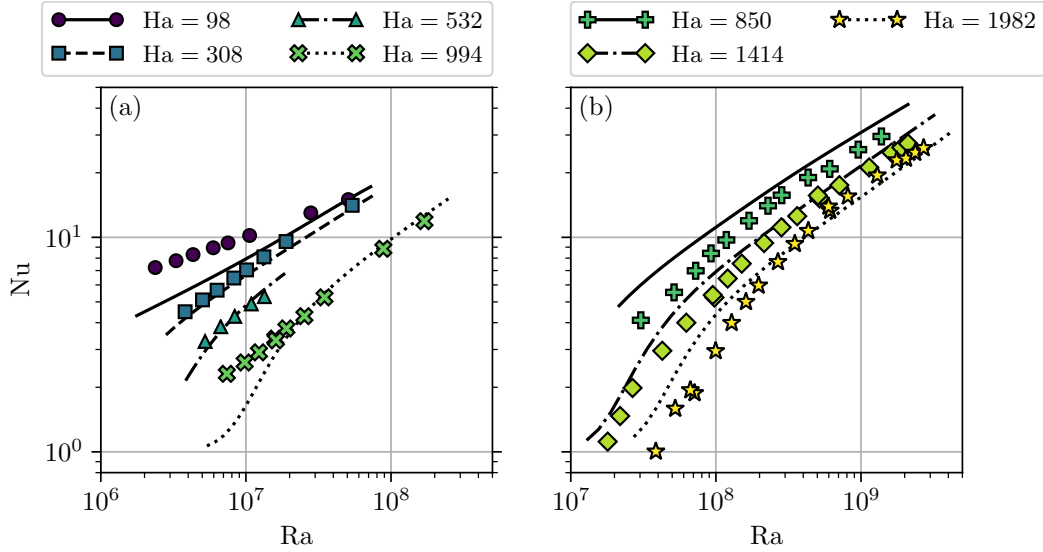 Ha = 98
Ha = 308
Ha = 532
Ha = 994
Ha = 850
Ha = 1414
Ha = 1982
(a)
(b)
Nu
10^1
10^0
10^6
10^7
10^8
10^7
10^8
10^9
Ra
Ra